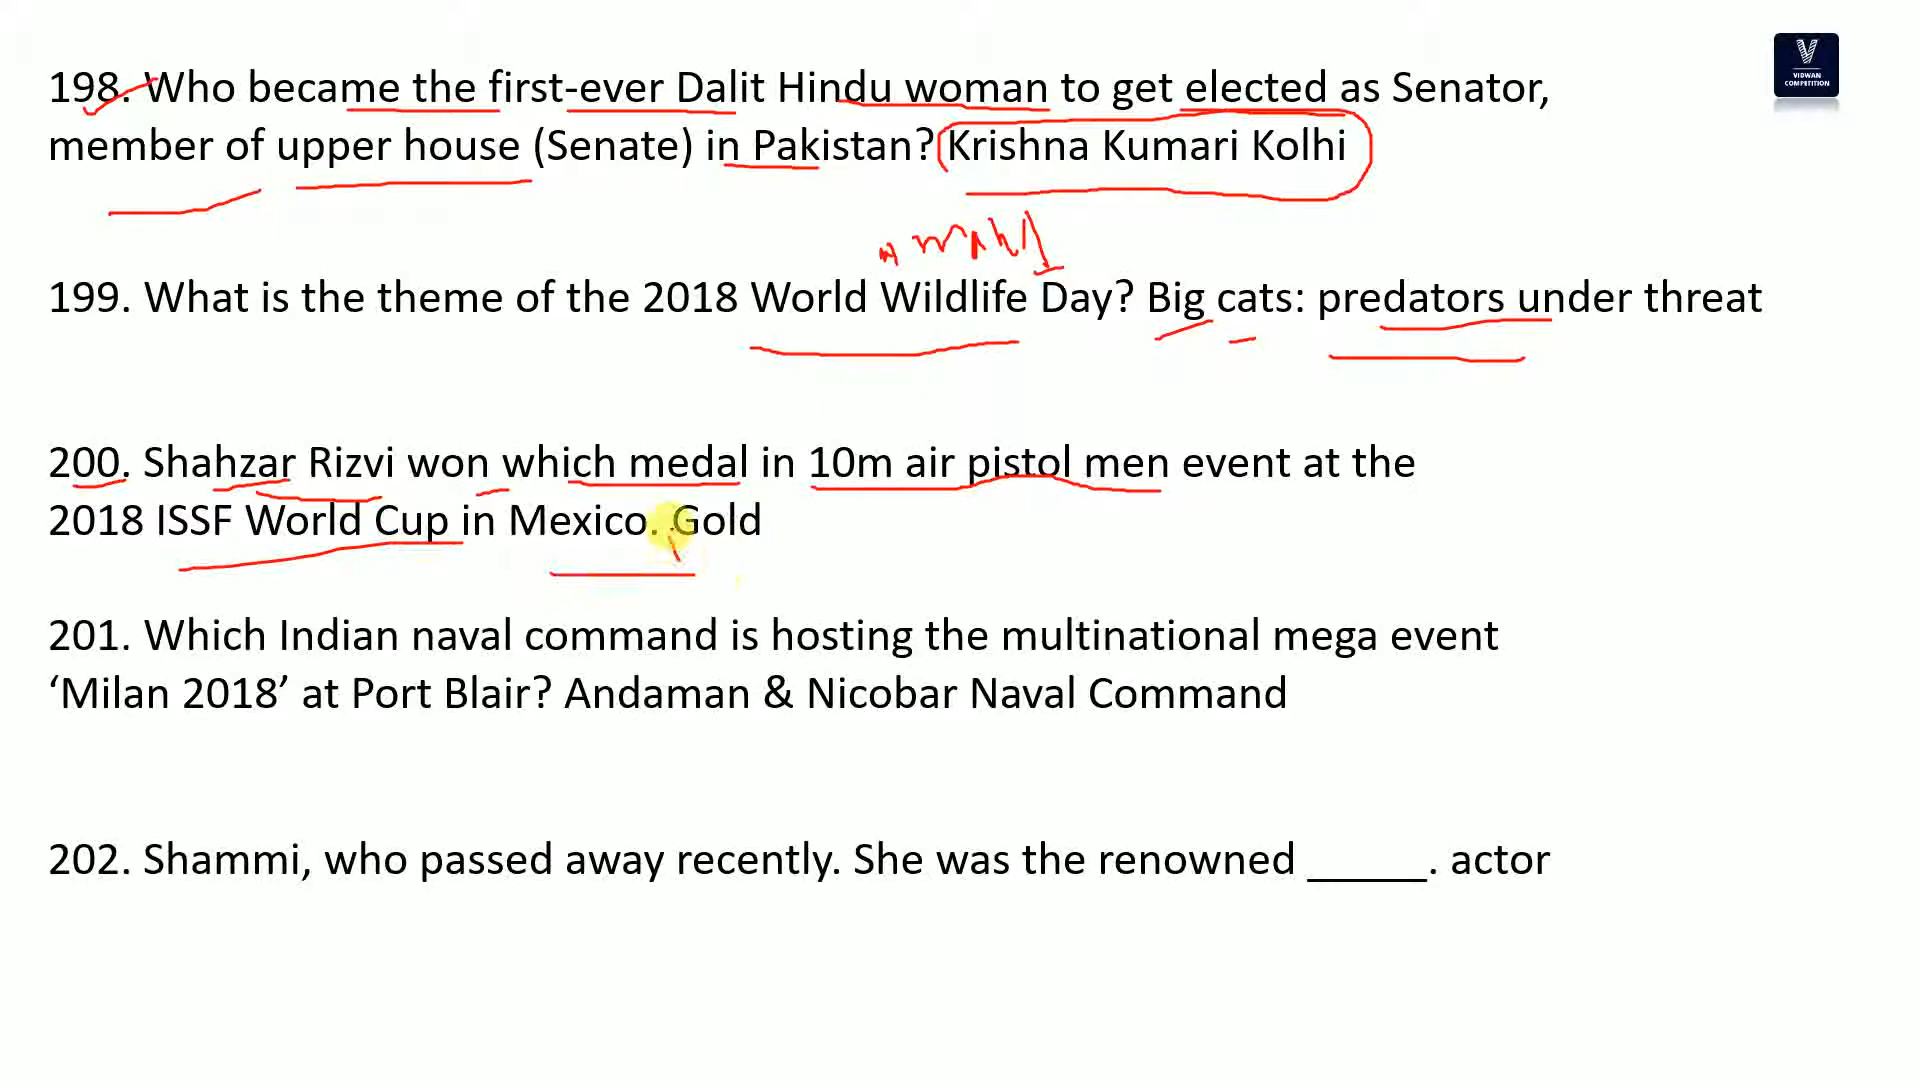 198. Who became the first-ever Dalit Hindu woman to get elected as Senator,
member of upper house (Senate) in Pakistan? Krishna Kumari Kolhi
VIDWAN
COMPETITION
199. What is the theme of the 2018 World Wildlife Day? Big cats: predators under threat
200. Shahzar Rizvi won which medal in 10m air pistol men event at the
2018 ISSF World Cup in Mexico. Gold
201. Which Indian naval command is hosting the multinational mega event
‘Milan 2018’ at Port Blair? Andaman & Nicobar Naval Command
202. Shammi, who passed away recently. She was the renowned _____. actor